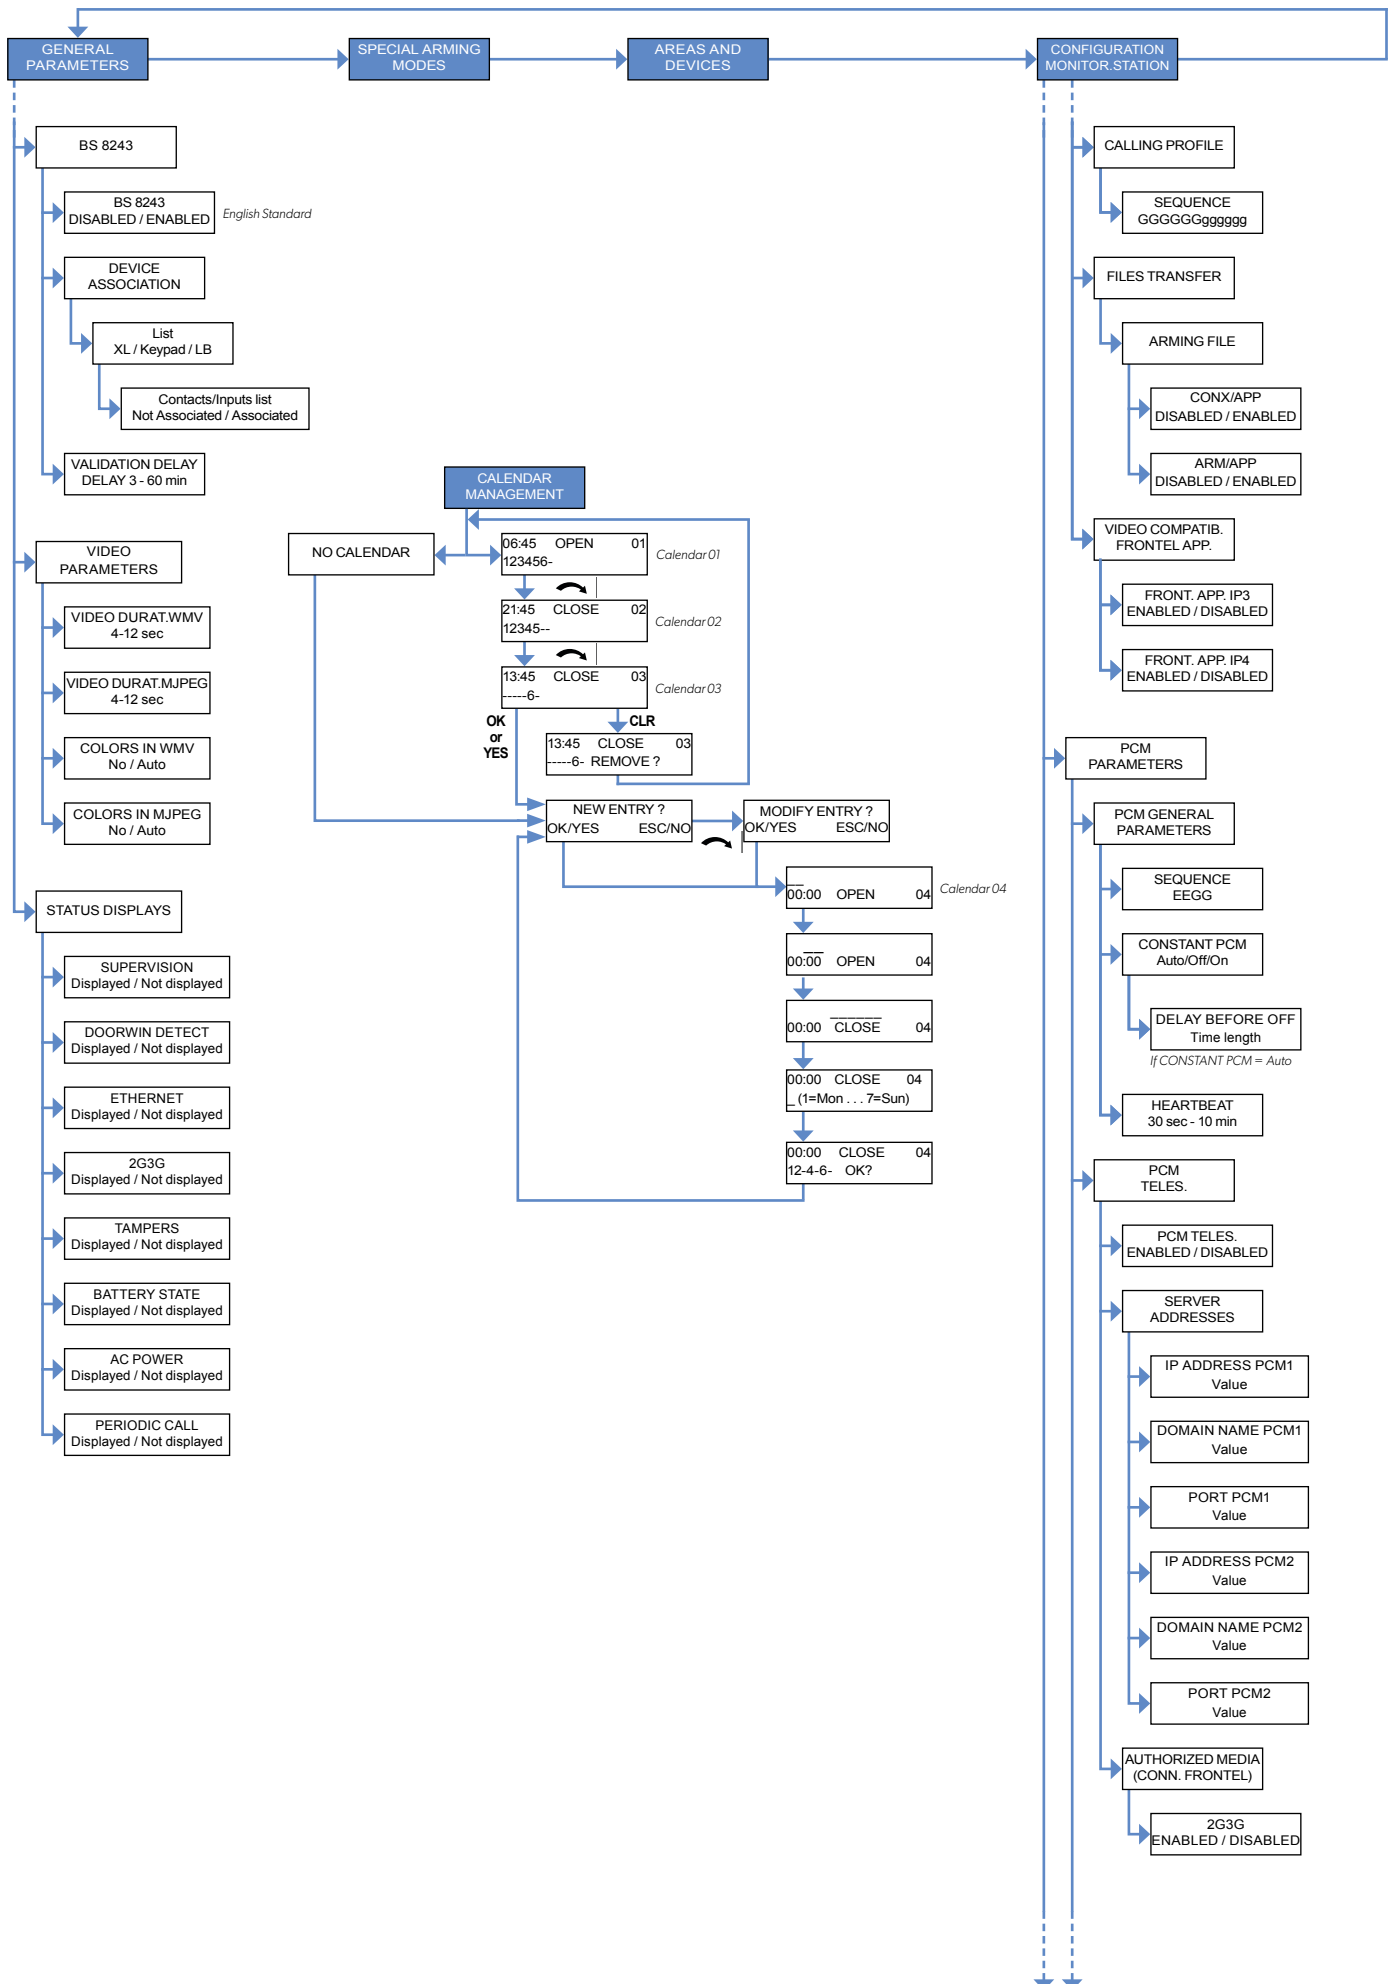 GENERAL
PARAMETERS
SPECIAL ARMING
MODES
AREAS AND
DEVICES
CONFIGURATION
MONITOR.STATION
BS 8243
BS 8243
DISABLED / ENABLED
English Standard
DEVICE
ASSOCIATION
List
XL / Keypad / LB
Contacts/Inputs list
Not Associated / Associated
VALIDATION DELAY
DELAY 3 - 60 min
VIDEO
PARAMETERS
VIDEO DURAT.WMV
4-12 sec
VIDEO DURAT.MJPEG
4-12 sec
COLORS IN WMV
No / Auto
COLORS IN MJPEG
No / Auto
STATUS DISPLAYS
SUPERVISION
Displayed / Not displayed
DOORWIN DETECT
Displayed / Not displayed
ETHERNET
Displayed / Not displayed
2G3G
Displayed / Not displayed
TAMPERS
Displayed / Not displayed
BATTERY STATE
Displayed / Not displayed
AC POWER
Displayed / Not displayed
PERIODIC CALL
Displayed / Not displayed
CALENDAR
MANAGEMENT
NO CALENDAR
06:45 OPEN 01
123456-
Calendar 01
21:45 CLOSE 02
12345--
Calendar 02
13:45 CLOSE 03
-----6-
Calendar 03
OK
or
YES
CLR
13:45 CLOSE 03
-----6- REMOVE ?
NEW ENTRY ?
OK/YES ESC/NO
MODIFY ENTRY ?
OK/YES ESC/NO
__
00:00 OPEN 04
Calendar 04
__
00:00 OPEN 04
______
00:00 CLOSE 04
00:00 CLOSE 04
_ (1=Mon . . . 7=Sun)
00:00 CLOSE 04
12-4-6- OK?
CALLING PROFILE
SEQUENCE
GGGGGGgggggg
FILES TRANSFER
ARMING FILE
CONX/APP
DISABLED / ENABLED
ARM/APP
DISABLED / ENABLED
VIDEO COMPATIB.
FRONTEL APP.
FRONT. APP. IP3
ENABLED / DISABLED
FRONT. APP. IP4
ENABLED / DISABLED
PCM
PARAMETERS
PCM GENERAL
PARAMETERS
SEQUENCE
EEGG
CONSTANT PCM
Auto/Off/On
DELAY BEFORE OFF
Time length
If CONSTANT PCM = Auto
HEARTBEAT
30 sec - 10 min
PCM
TELES.
PCM TELES.
ENABLED / DISABLED
SERVER
ADDRESSES
IP ADDRESS PCM1
Value
DOMAIN NAME PCM1
Value
PORT PCM1
Value
IP ADDRESS PCM2
Value
DOMAIN NAME PCM2
Value
PORT PCM2
Value
AUTHORIZED MEDIA
(CONN. FRONTEL)
2G3G
ENABLED / DISABLED